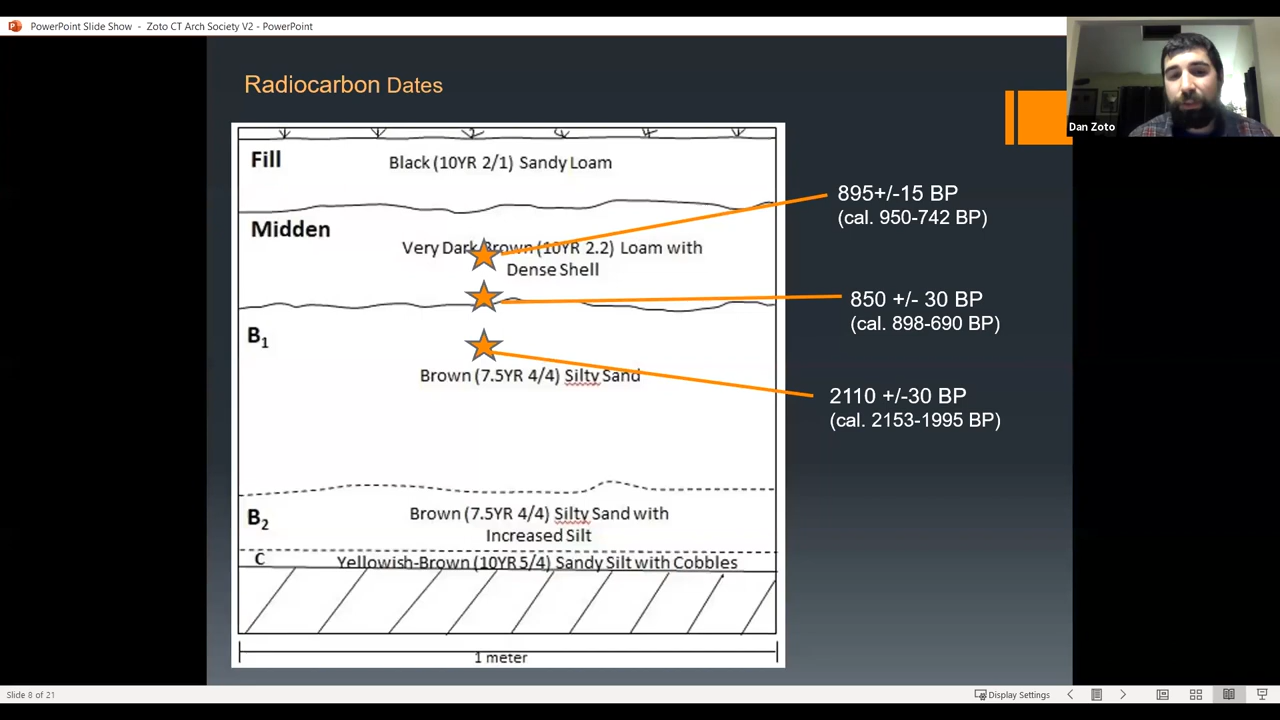 PowerPoint Slide Show - Zoto CT Arch Society V2 - PowerPoint
Radiocarbon Dates
Dan Zoto
Fill
Black (10YR 2/1) Sandy Loam
895+/-15 BP
(cal. 950-742 BP)
Midden
Very Dark Brown (10YR 2.2) Loam with
Dense Shell
850 +/- 30 BP
(cal. 898-690 BP)
B1
Brown (7.5YR 4/4) Silty Sand
2110 +/-30 BP
(cal. 2153-1995 BP)
B2
Brown (7.5YR 4/4) Silty Sand with
Increased Silt
C
Yellowish-Brown (10YR 5/4) Sandy Silt with Cobbles
1 meter
Slide 8 of 21
Display Settings